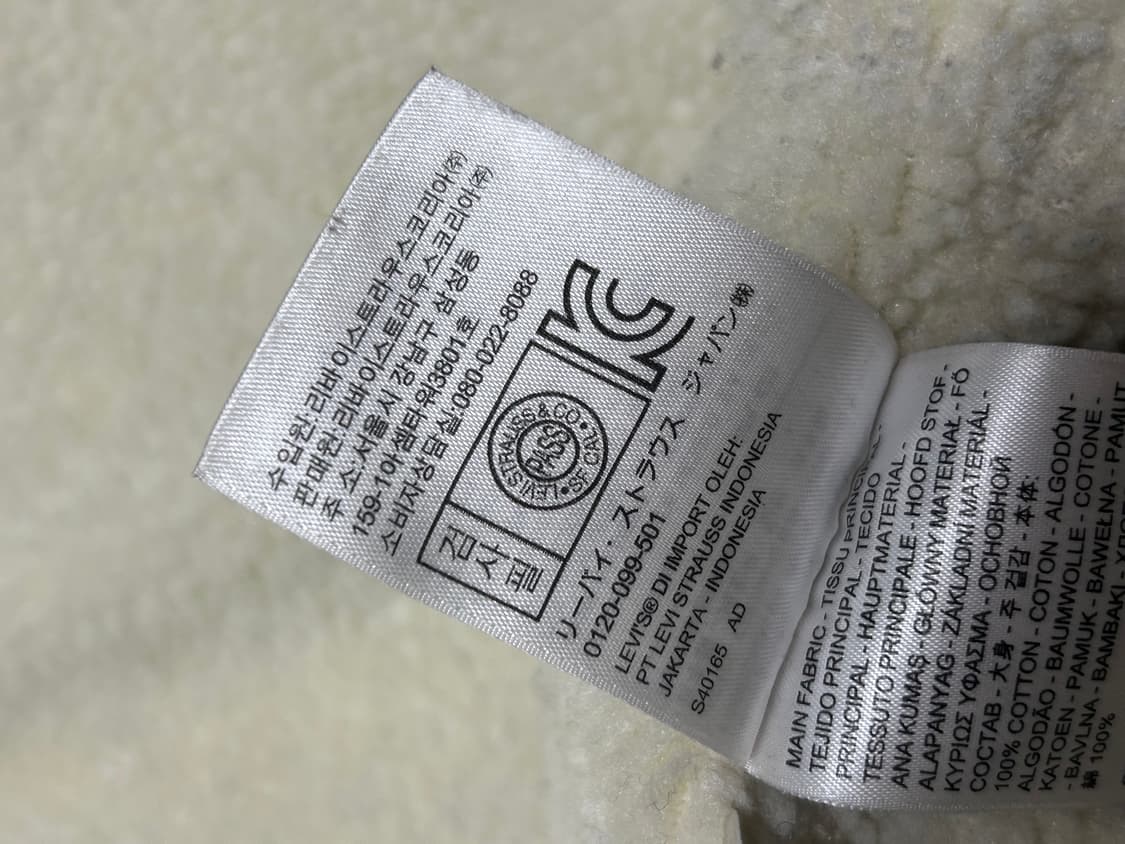 수입원:리바이스트라우스코리아(주)
판매원:리바이스트라우스코리아(주)
주 소:서울시 강남구 삼성동
159-10아셈타워3601호
소비자상담실:080-022-8088
검사필
LEVI STRAUSS & CO • SF CAL •
PASS
KC
リーバイ・ストラウス ジャパン㈱
0120-099-501
LEVI'S® DI IMPORT OLEH:
PT LEVI STRAUSS INDONESIA
JAKARTA - INDONESIA
S40165 AD
MAIN FABRIC - TISSU PRINCIPAL -
TEJIDO PRINCIPAL - TECIDO
PRINCIPAL - HAUPTMATERIAL -
TESSUTO PRINCIPALE - HOOFD STOF -
ANA KUMAŞ - GŁÓWNY MATERIAŁ - FŐ
ALAPANYAG - ZÁKLADNÍ MATERIÁL -
ΚΥΡΙΩΣ ΥΦΑΣΜΑ - ОСНОВНОЙ
СОСТАВ - 大身 - 주 겉감 - 本体:
100% COTTON - COTON - ALGODÓN -
ALGODÃO - BAUMWOLLE - COTONE -
KATOEN - PAMUK - BAWEŁNA - PAMUT
- BAVLNA - ΒΑΜΒΑΚΙ -
綿 100%